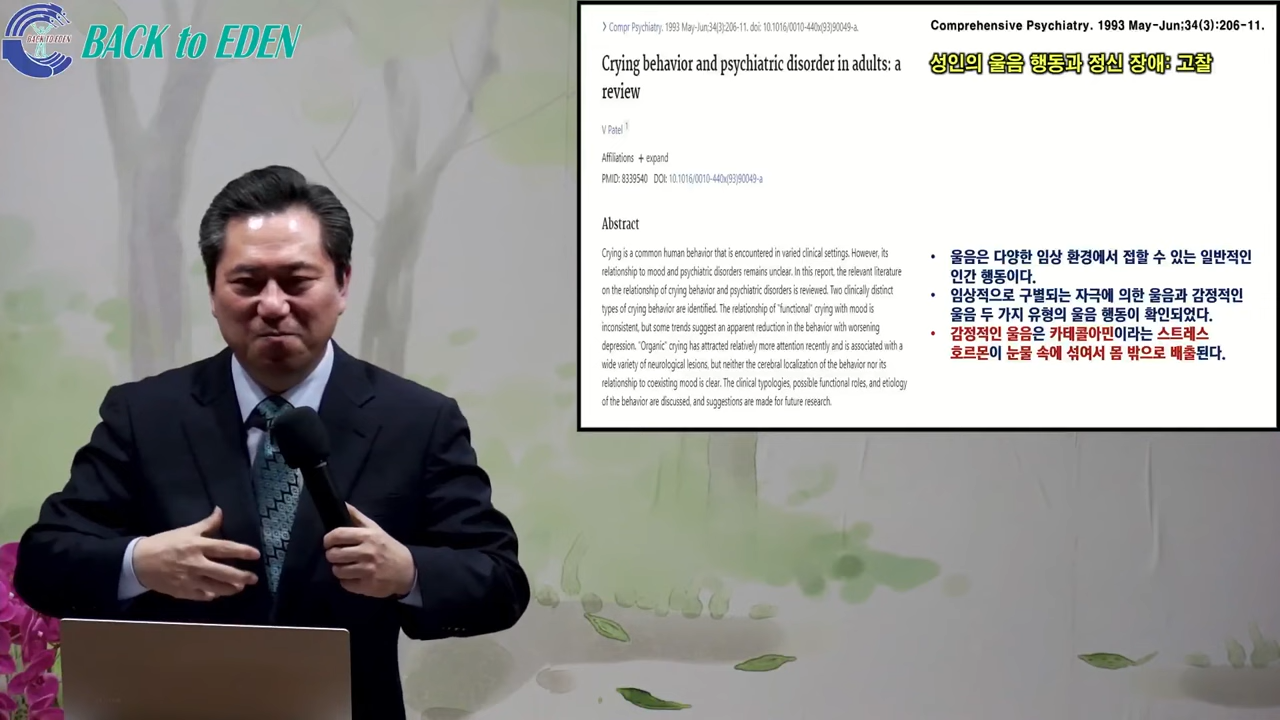 BACK TO EDEN
BACK to EDEN
Compr Psychiatry. 1993 May-Jun;34(3):206-11. doi: 10.1016/0010-440x(93)90049-a.
Crying behavior and psychiatric disorder in adults: a
review
V Patel 1
Affiliations + expand
PMID: 8339540 DOI: 10.1016/0010-440x(93)90049-a
Abstract
Crying is a common human behavior that is encountered in varied clinical settings. However, its
relationship to mood and psychiatric disorders remains unclear. In this report, the relevant literature
on the relationship of crying behavior and psychiatric disorders is reviewed. Two clinically distinct
types of crying behavior are identified. The relationship of "functional" crying with mood is
inconsistent, but some trends suggest an apparent reduction in the behavior with worsening
depression. "Organic" crying has attracted relatively more attention recently and is associated with a
wide variety of neurological lesions, but neither the cerebral localization of the behavior nor its
relationship to coexisting mood is clear. The clinical typologies, possible functional roles, and etiology
of the behavior are discussed, and suggestions are made for future research.
Comprehensive Psychiatry. 1993 May-Jun;34(3):206-11.
성인의 울음 행동과 정신 장애: 고찰
• 울음은 다양한 임상 환경에서 접할 수 있는 일반적인
인간 행동이다.
• 임상적으로 구별되는 자극에 의한 울음과 감정적인
울음 두 가지 유형의 울음 행동이 확인되었다.
• 감정적인 울음은 카테콜아민이라는 스트레스
호르몬이 눈물 속에 섞여서 몸 밖으로 배출된다.